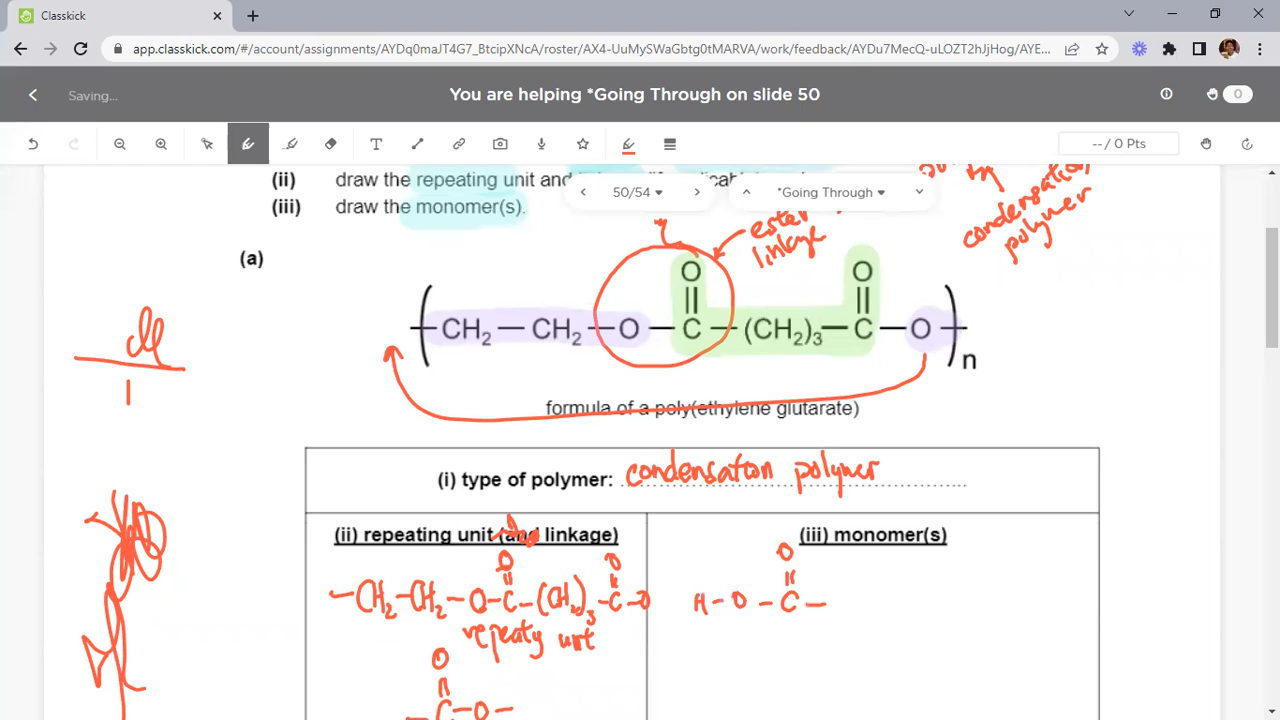 Classkick
app.classkick.com/#/account/assignments/AYDq0maJT4G7_BtcipXNfA/roster/AX4-UuMySWaGbtg0tMARVA/work/feedback/AYDu7MecQ-uLOZT2hJjHog/AYE...
Saving...
You are helping *Going Through on slide 50
0
T
-- / 0 Pts
(ii) draw the repeating unit and
50/54
*Going Through
(iii) draw the monomer(s).
condensation
polymer
ester
linkage
(a)
O O
CH2 — CH2 — O — C — (CH2)3 — C — O
n
formula of a poly(ethylene glutarate)
(i) type of polymer: condensation polymer
(ii) repeating unit (and linkage)
(iii) monomer(s)
O O
—CH2—CH2—O—C—(CH2)3—C—O
repeaty unit
O
H—O—C—
O
—C—O—